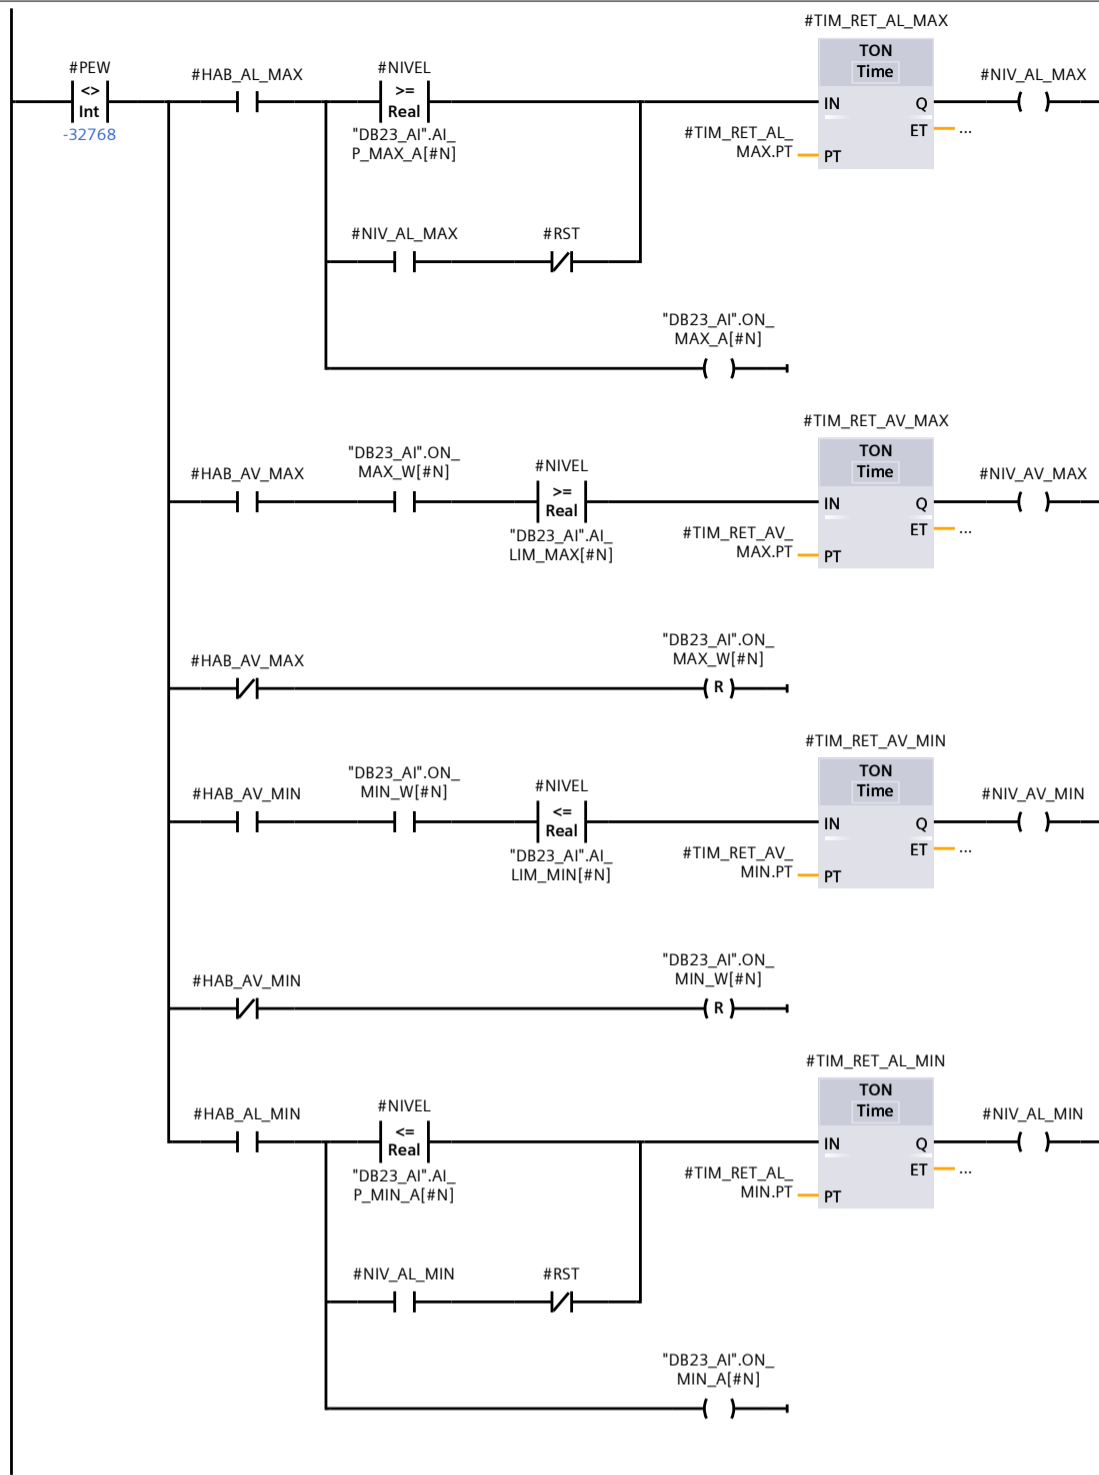 #TIM_RET_AL_MAX
#PEW
#HAB_AL_MAX
#NIVEL
TON
Time
#NIV_AL_MAX
<>
Int
>=
Real
IN
Q
-32768
"DB23_AI".AI_
P_MAX_A[#N]
#TIM_RET_AL_
MAX.PT
ET
...
PT
#NIV_AL_MAX
#RST
"DB23_AI".ON_
MAX_A[#N]
#TIM_RET_AV_MAX
#HAB_AV_MAX
"DB23_AI".ON_
MAX_W[#N]
#NIVEL
TON
Time
#NIV_AV_MAX
>=
Real
IN
Q
"DB23_AI".AI_
LIM_MAX[#N]
#TIM_RET_AV_
MAX.PT
ET
...
PT
#HAB_AV_MAX
"DB23_AI".ON_
MAX_W[#N]
R
#TIM_RET_AV_MIN
#HAB_AV_MIN
"DB23_AI".ON_
MIN_W[#N]
#NIVEL
TON
Time
#NIV_AV_MIN
<=
Real
IN
Q
"DB23_AI".AI_
LIM_MIN[#N]
#TIM_RET_AV_
MIN.PT
ET
...
PT
#HAB_AV_MIN
"DB23_AI".ON_
MIN_W[#N]
R
#TIM_RET_AL_MIN
#HAB_AL_MIN
#NIVEL
TON
Time
#NIV_AL_MIN
<=
Real
IN
Q
"DB23_AI".AI_
P_MIN_A[#N]
#TIM_RET_AL_
MIN.PT
ET
...
PT
#NIV_AL_MIN
#RST
"DB23_AI".ON_
MIN_A[#N]